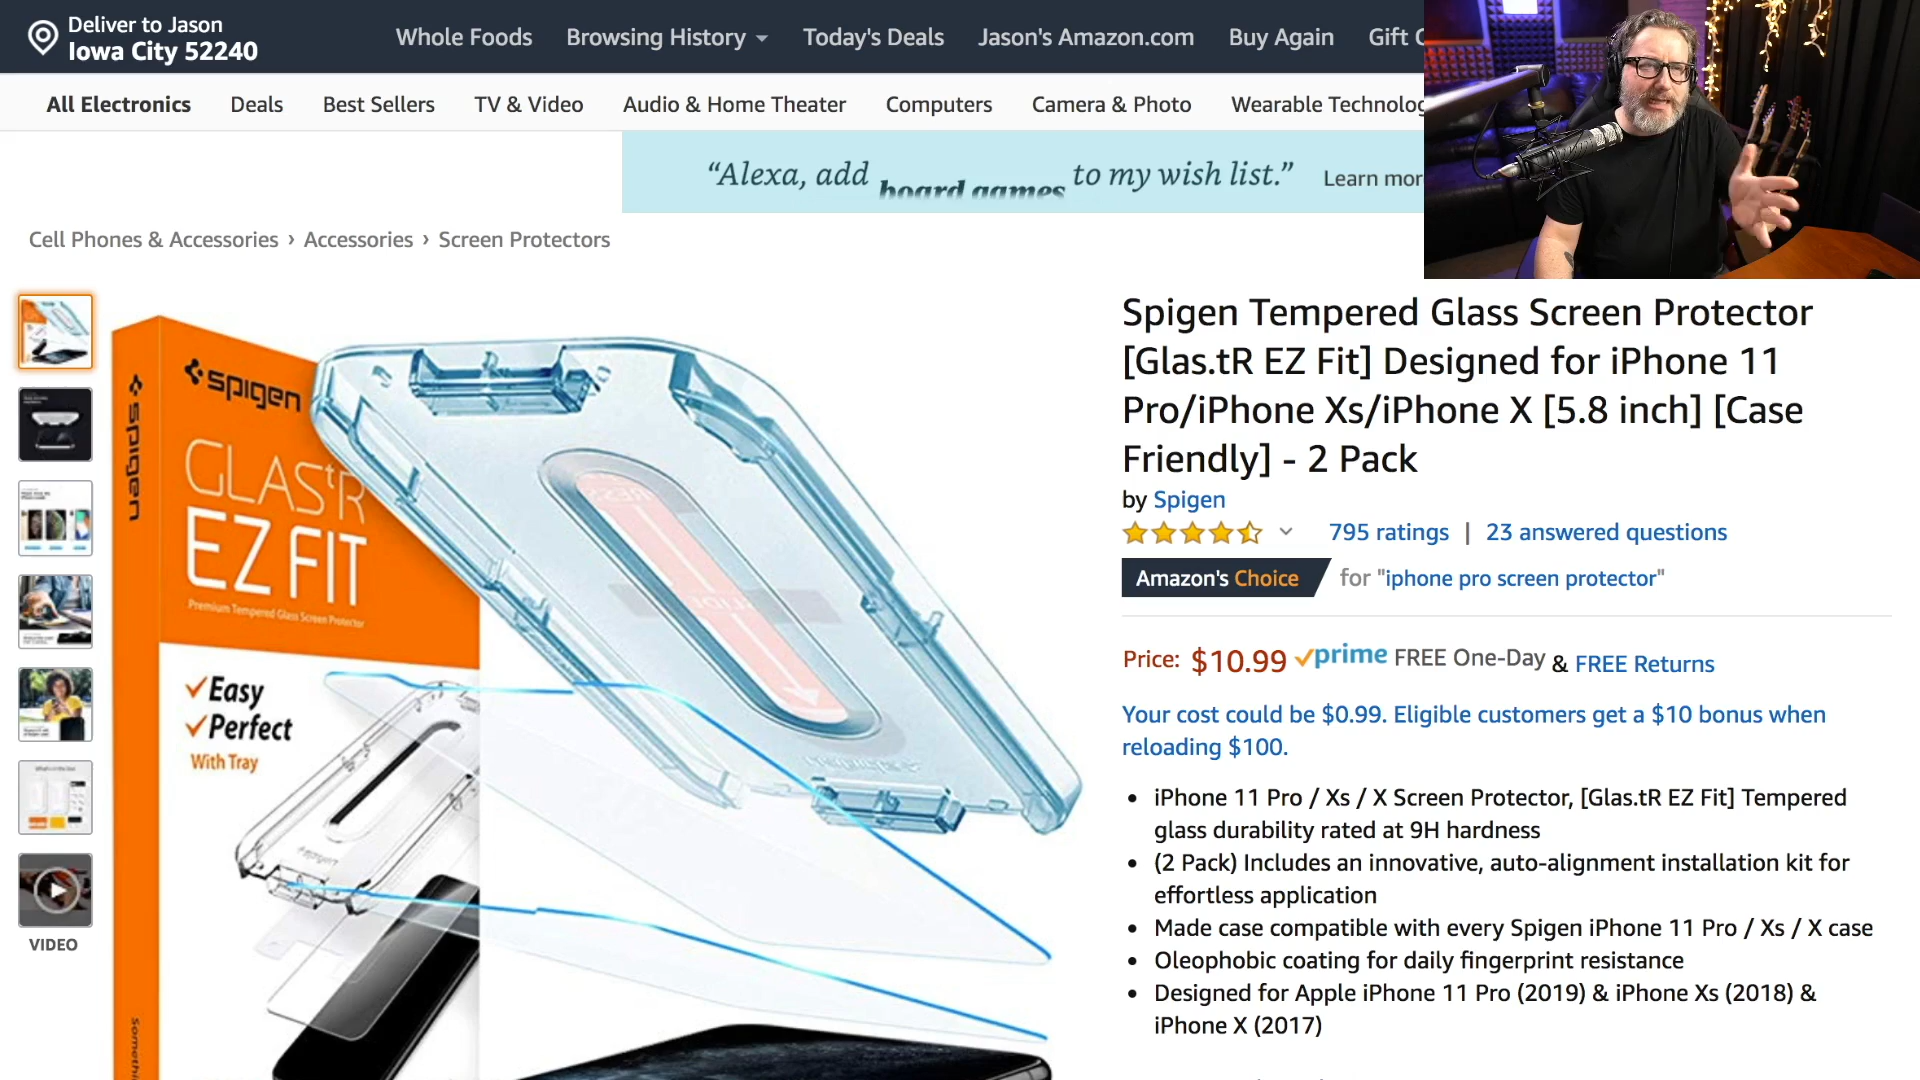 Deliver to Jason
Iowa City 52240
Whole Foods Browsing History Today's Deals Jason's Amazon.com Buy Again Gift
All Electronics Deals Best Sellers TV & Video Audio & Home Theater Computers Camera & Photo Wearable Technolog
“Alexa, add board games to my wish list.” Learn mor
Cell Phones & Accessories › Accessories › Screen Protectors
spigen
spigen
GLAStR
EZ FIT
Premium Tempered Glass Screen Protector
Easy
Perfect
With Tray
spigen
VIDEO
Spigen Tempered Glass Screen Protector
[Glas.tR EZ Fit] Designed for iPhone 11
Pro/iPhone Xs/iPhone X [5.8 inch] [Case
Friendly] - 2 Pack
by Spigen
795 ratings | 23 answered questions
Amazon's Choice for "iphone pro screen protector"
Price: $10.99 prime FREE One-Day & FREE Returns
Your cost could be $0.99. Eligible customers get a $10 bonus when
reloading $100.
• iPhone 11 Pro / Xs / X Screen Protector, [Glas.tR EZ Fit] Tempered
glass durability rated at 9H hardness
• (2 Pack) Includes an innovative, auto-alignment installation kit for
effortless application
• Made case compatible with every Spigen iPhone 11 Pro / Xs / X case
• Oleophobic coating for daily fingerprint resistance
• Designed for Apple iPhone 11 Pro (2019) & iPhone Xs (2018) &
iPhone X (2017)